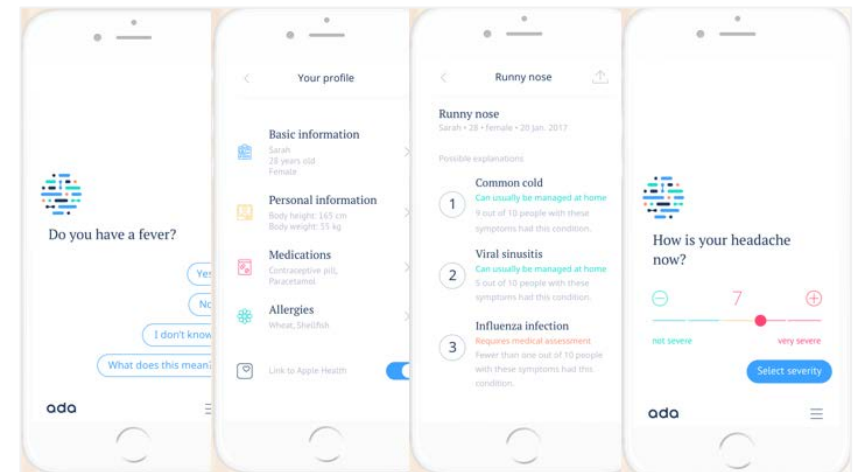 Do you have a fever?
Yes
No
I don't know
What does this mean?
ada
Your profile
Basic information
Sarah
28 years old
Female
Personal information
Body height: 165 cm
Body weight: 55 kg
Medications
Contraceptive pill,
Paracetamol
Allergies
Wheat, Shellfish
Link to Apple Health
Runny nose
Runny nose
Sarah • 28 • female • 20 Jan. 2017
Possible explanations
1
Common cold
Can usually be managed at home
9 out of 10 people with these
symptoms had this condition.
2
Viral sinusitis
Can usually be managed at home
5 out of 10 people with these
symptoms had this condition.
3
Influenza infection
Requires medical assessment
Fewer than one out of 10 people
with these symptoms had this
condition.
How is your headache
now?
7
not severe
very severe
Select severity
ada